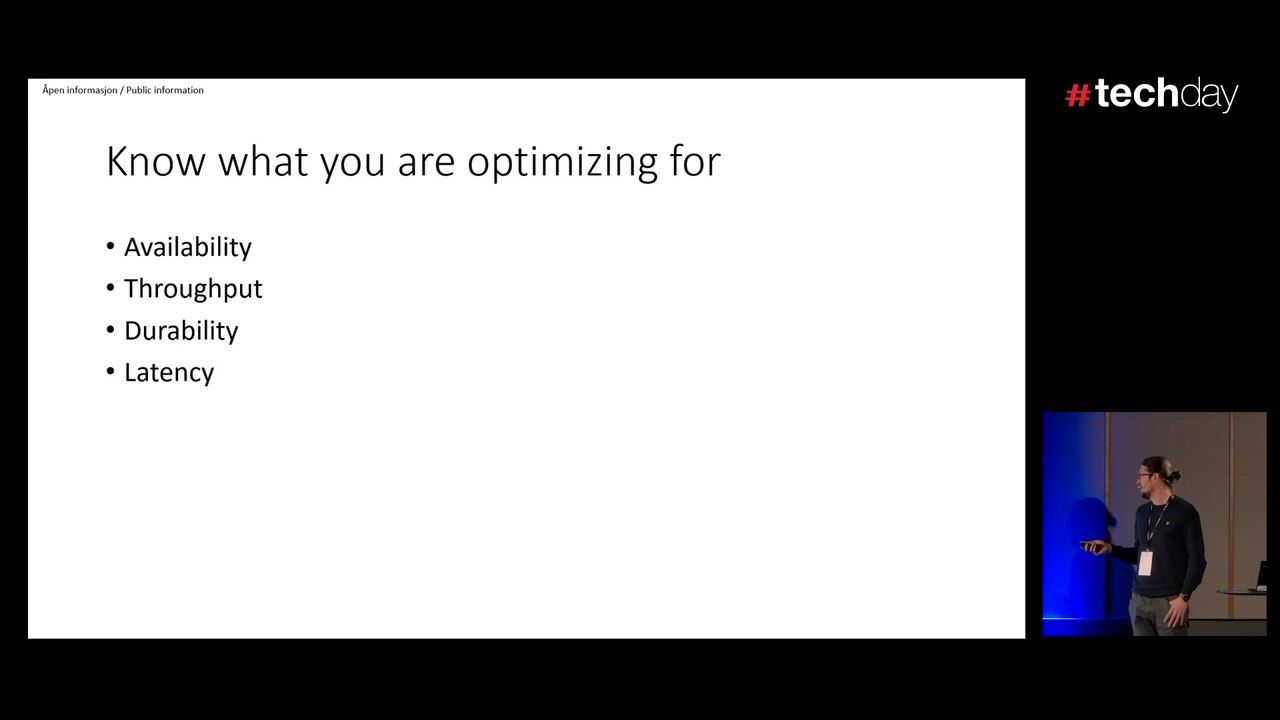 Åpen informasjon / Public information
#techday
Know what you are optimizing for
• Availability
• Throughput
• Durability
• Latency